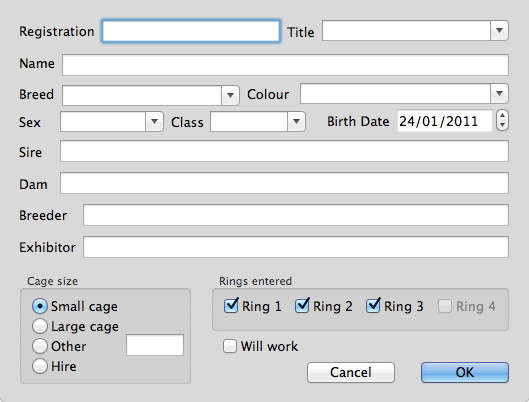 Registration Title
Name
Breed Colour
Sex Class Birth Date 24/01/2011
Sire
Dam
Breeder
Exhibitor
Cage size Rings entered
Small cage Ring 1 Ring 2 Ring 3 Ring 4
Large cage
Other Will work
Hire Cancel OK